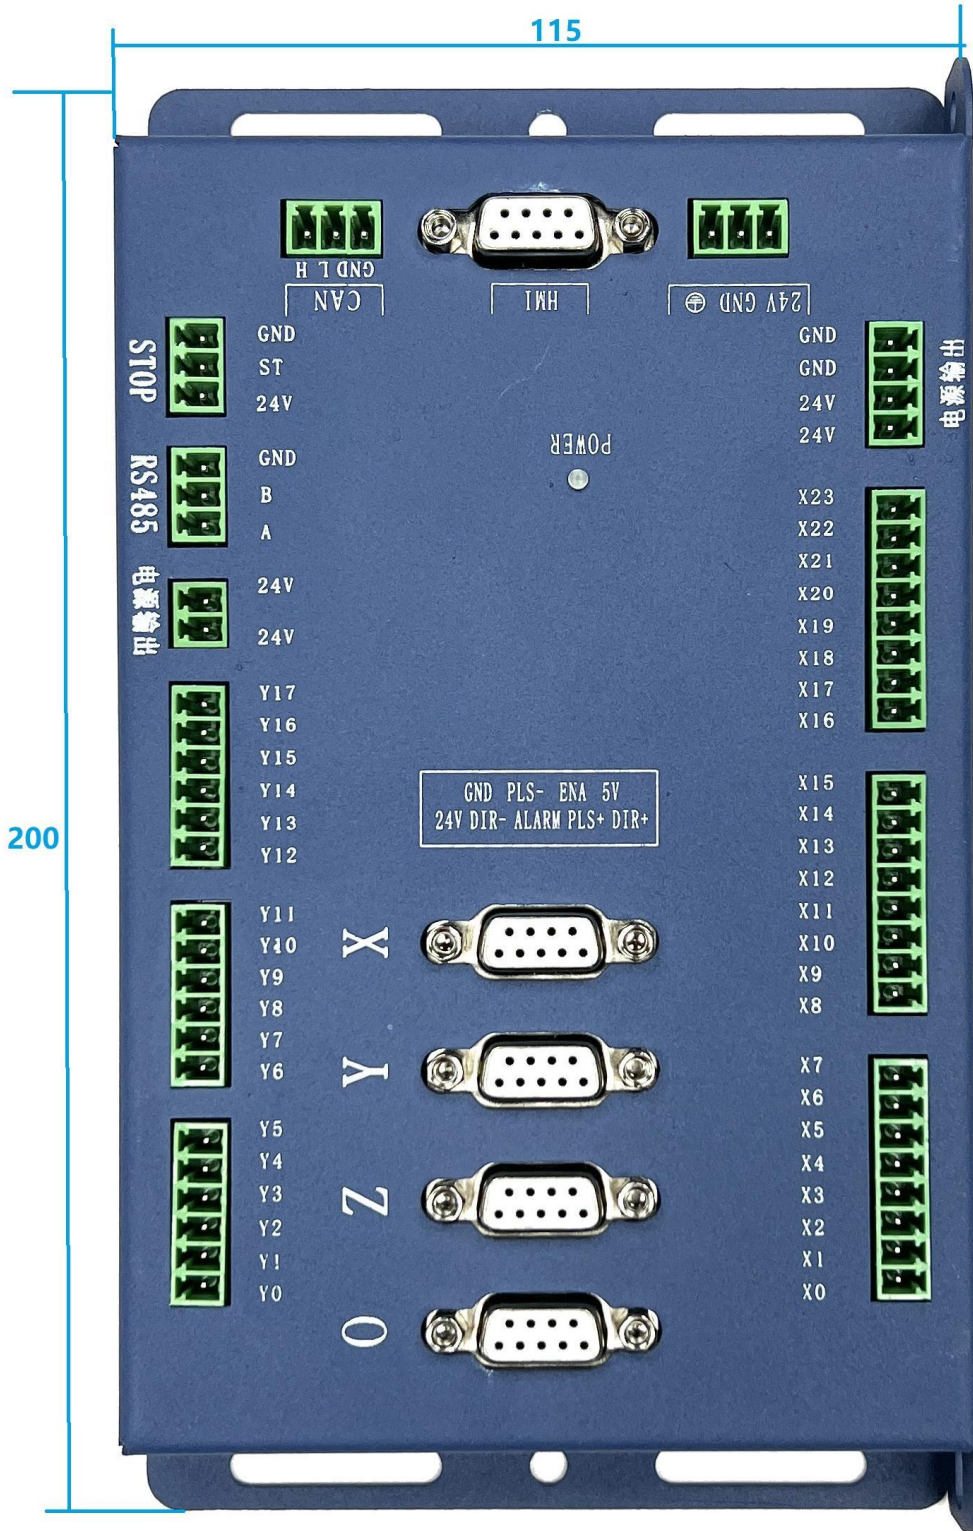 115
200
H L GND
CAN
HMI
24V GND
STOP
GND
ST
24V
RS485
GND
B
A
电源输出
24V
24V
Y17
Y16
Y15
Y14
Y13
Y12
Y11
Y10
Y9
Y8
Y7
Y6
Y5
Y4
Y3
Y2
Y1
Y0
POWER
GND PLS- ENA 5V
24V DIR- ALARM PLS+ DIR+
X
Y
Z
O
GND
GND
24V
24V
电源输出
X23
X22
X21
X20
X19
X18
X17
X16
X15
X14
X13
X12
X11
X10
X9
X8
X7
X6
X5
X4
X3
X2
X1
X0